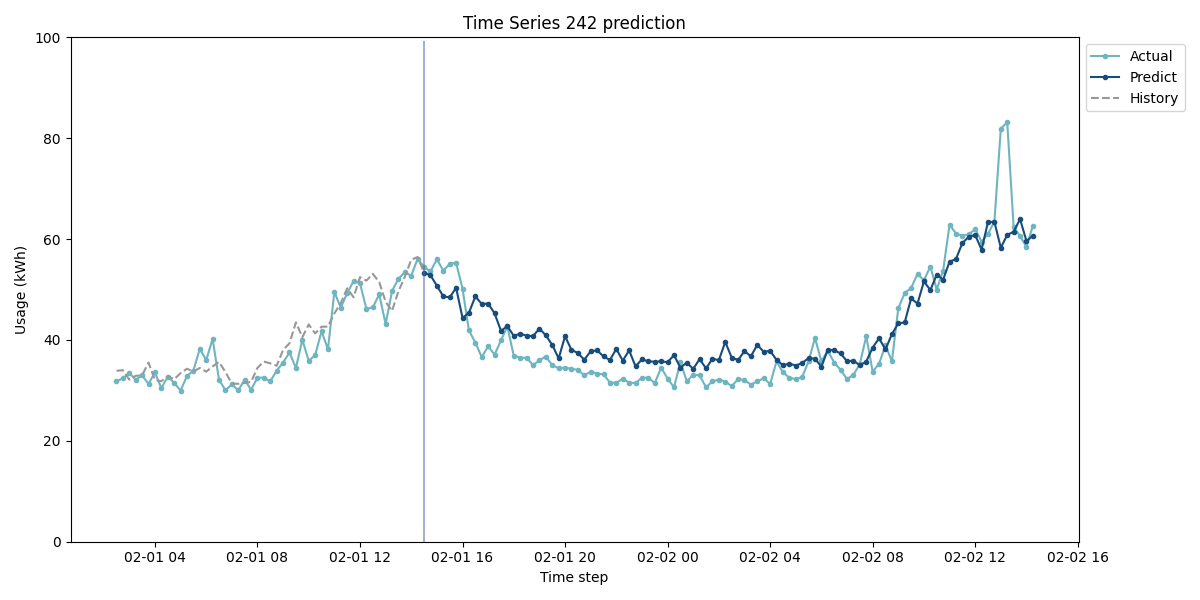 Time Series 242 prediction
100
80
60
40
20
0
Usage (kWh)
02-01 04
02-01 08
02-01 12
02-01 16
02-01 20
02-02 00
02-02 04
02-02 08
02-02 12
02-02 16
Time step
Actual
Predict
History